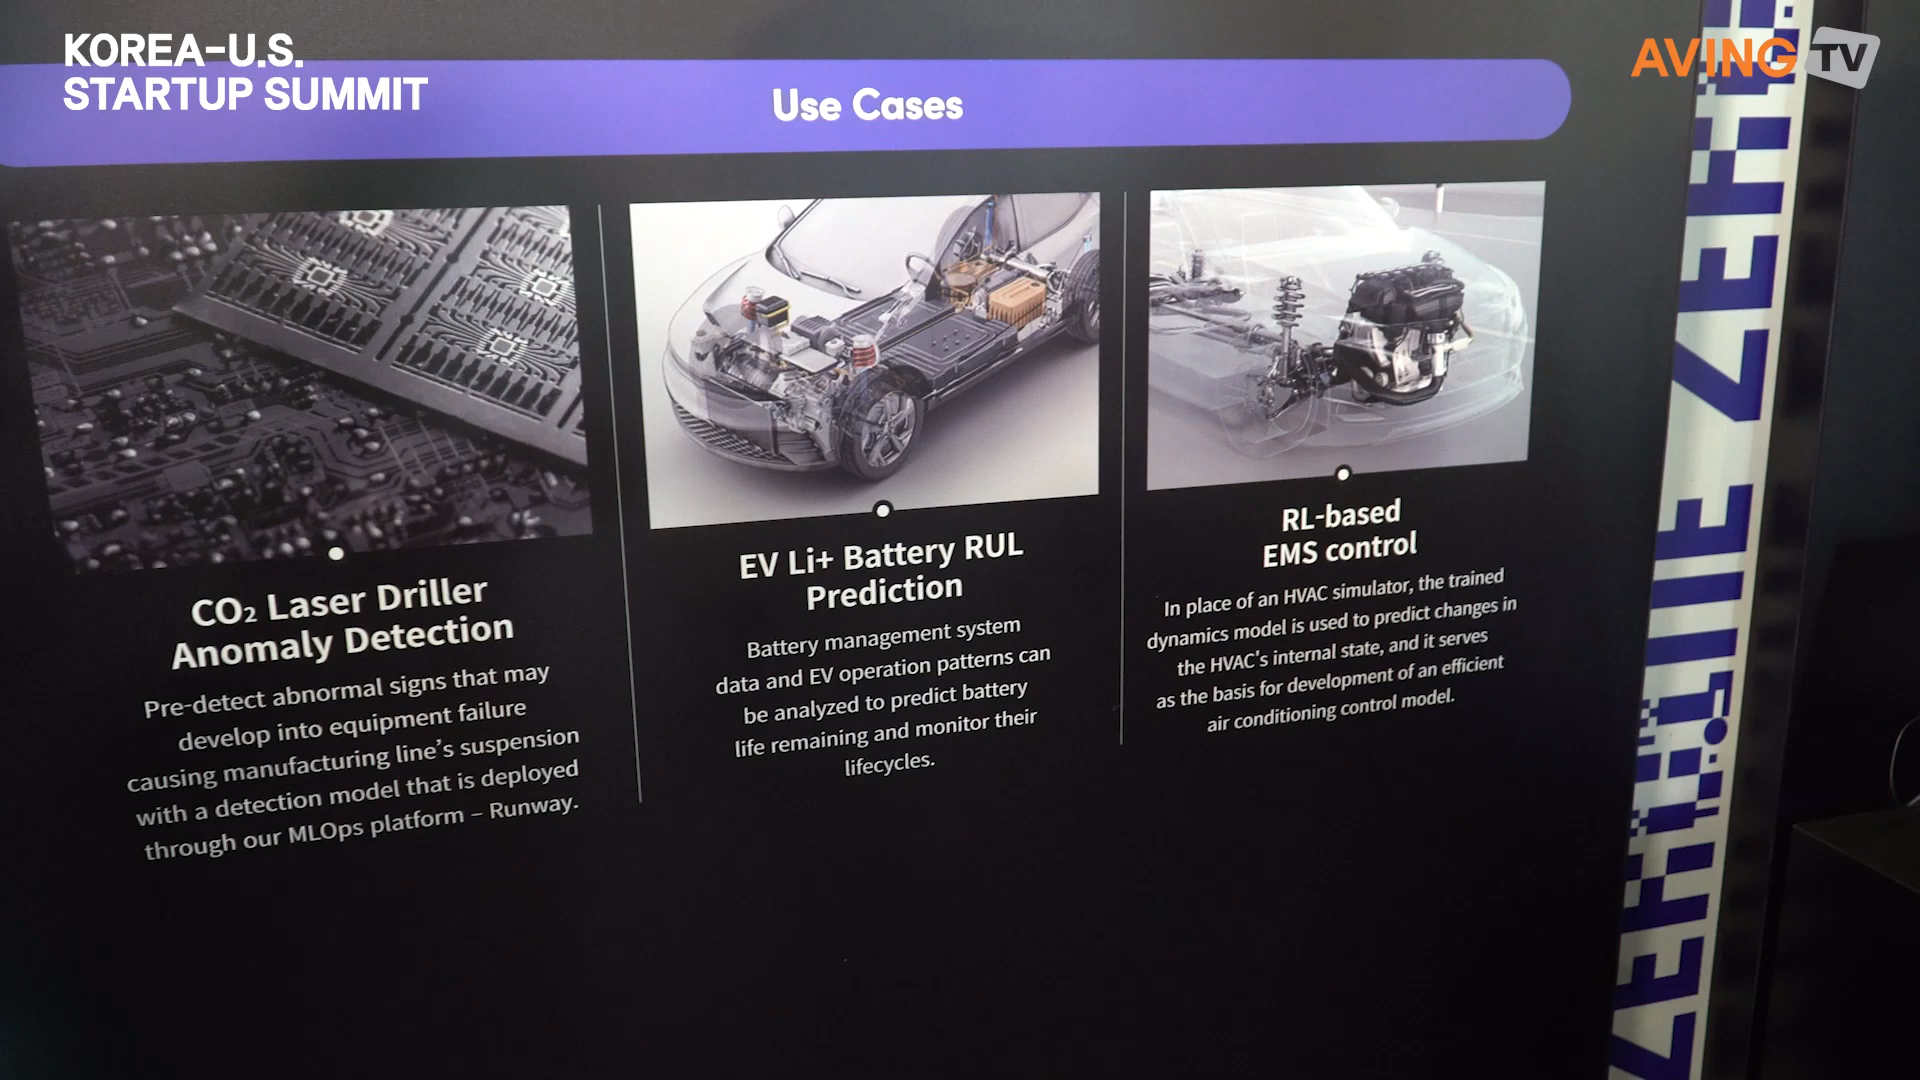 KOREA-U.S.
STARTUP SUMMIT
AVING TV
Use Cases
CO₂ Laser Driller
Anomaly Detection
Pre-detect abnormal signs that may
develop into equipment failure
causing manufacturing line's suspension
with a detection model that is deployed
through our MLOps platform – Runway.
EV Li+ Battery RUL
Prediction
Battery management system
data and EV operation patterns can
be analyzed to predict battery
life remaining and monitor their
lifecycles.
RL-based
EMS control
In place of an HVAC simulator, the trained
dynamics model is used to predict changes in
the HVAC's internal state, and it serves
as the basis for development of an efficient
air conditioning control model.